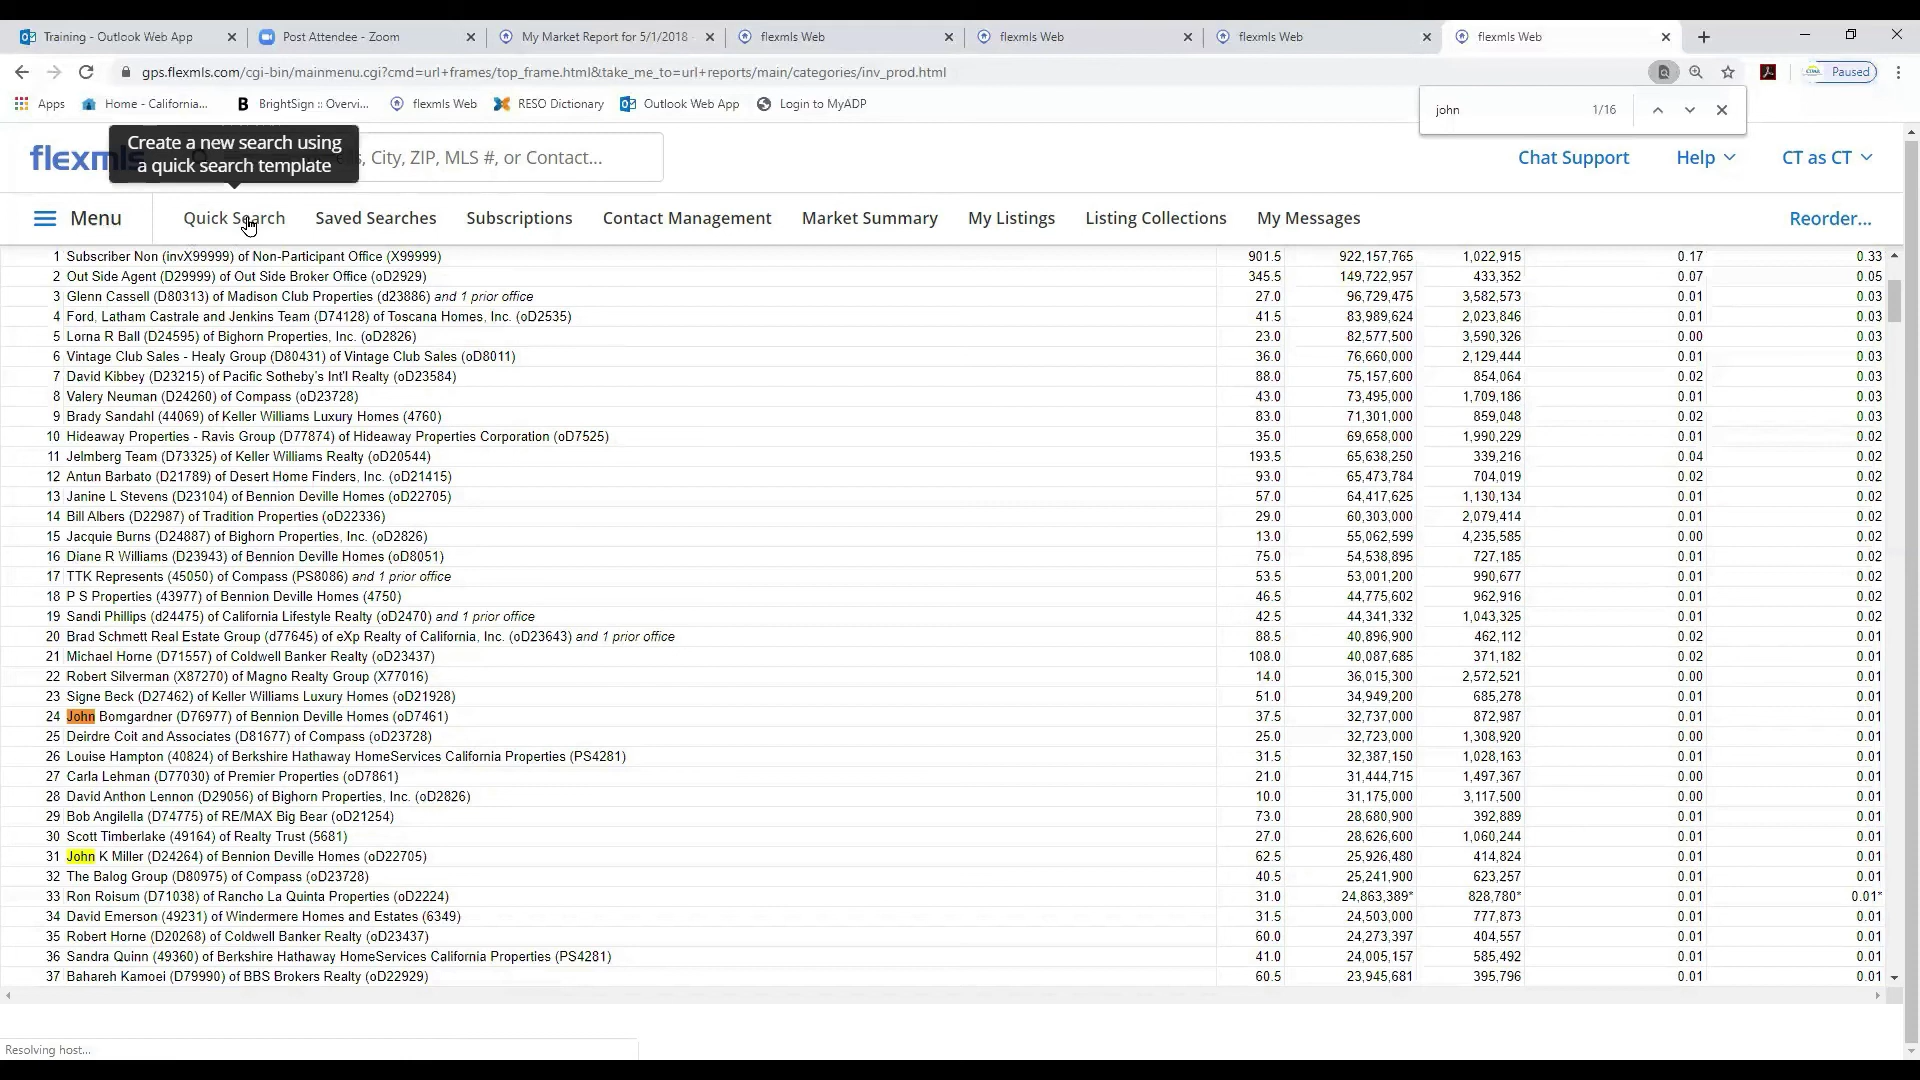 Training - Outlook Web App
Post Attendee - Zoom
My Market Report for 5/1/2018
flexmls Web
flexmls Web
flexmls Web
flexmls Web
gps.flexmls.com/cgi-bin/mainmenu.cgi?cmd=url+frames/top_frame.html&take_me_to=url+reports/main/categories/inv_prod.html
Paused
Apps
Home - California...
BrightSign :: Overvi...
flexmls Web
RESO Dictionary
Outlook Web App
Login to MyADP
john 1/16
Create a new search using
a quick search template
flexm
, City, ZIP, MLS #, or Contact...
Chat Support
Help
CT as CT
Menu
Quick Search
Saved Searches
Subscriptions
Contact Management
Market Summary
My Listings
Listing Collections
My Messages
Reorder...
1 Subscriber Non (invX99999) of Non-Participant Office (X99999) 901.5 922,157,765 1,022,915 0.17 0.33
2 Out Side Agent (D29999) of Out Side Broker Office (oD2929) 345.5 149,722,957 433,352 0.07 0.05
3 Glenn Cassell (D80313) of Madison Club Properties (d23886) and 1 prior office 27.0 96,729,475 3,582,573 0.01 0.03
4 Ford, Latham Castrale and Jenkins Team (D74128) of Toscana Homes, Inc. (oD2535) 41.5 83,989,624 2,023,846 0.01 0.03
5 Lorna R Ball (D24595) of Bighorn Properties, Inc. (oD2826) 23.0 82,577,500 3,590,326 0.00 0.03
6 Vintage Club Sales - Healy Group (D80431) of Vintage Club Sales (oD8011) 36.0 76,660,000 2,129,444 0.01 0.03
7 David Kibbey (D23215) of Pacific Sotheby's Int'l Realty (oD23584) 88.0 75,157,600 854,064 0.02 0.03
8 Valery Neuman (D24260) of Compass (oD23728) 43.0 73,495,000 1,709,186 0.01 0.03
9 Brady Sandahl (44069) of Keller Williams Luxury Homes (4760) 83.0 71,301,000 859,048 0.02 0.03
10 Hideaway Properties - Ravis Group (D77874) of Hideaway Properties Corporation (oD7525) 35.0 69,658,000 1,990,229 0.01 0.02
11 Jelmberg Team (D73325) of Keller Williams Realty (oD20544) 193.5 65,638,250 339,216 0.04 0.02
12 Antun Barbato (D21789) of Desert Home Finders, Inc. (oD21415) 93.0 65,473,784 704,019 0.02 0.02
13 Janine L Stevens (D23104) of Bennion Deville Homes (oD22705) 57.0 64,417,625 1,130,134 0.01 0.02
14 Bill Albers (D22987) of Tradition Properties (oD22336) 29.0 60,303,000 2,079,414 0.01 0.02
15 Jacquie Burns (D24887) of Bighorn Properties, Inc. (oD2826) 13.0 55,062,599 4,235,585 0.00 0.02
16 Diane R Williams (D23943) of Bennion Deville Homes (oD8051) 75.0 54,538,895 727,185 0.01 0.02
17 TTK Represents (45050) of Compass (PS8086) and 1 prior office 53.5 53,001,200 990,677 0.01 0.02
18 P S Properties (43977) of Bennion Deville Homes (4750) 46.5 44,775,602 962,916 0.01 0.02
19 Sandi Phillips (d24475) of California Lifestyle Realty (oD2470) and 1 prior office 42.5 44,341,332 1,043,325 0.01 0.02
20 Brad Schmett Real Estate Group (d77645) of eXp Realty of California, Inc. (oD23643) and 1 prior office 88.5 40,896,900 462,112 0.02 0.01
21 Michael Horne (D71557) of Coldwell Banker Realty (oD23437) 108.0 40,087,685 371,182 0.02 0.01
22 Robert Silverman (X87270) of Magno Realty Group (X77016) 14.0 36,015,300 2,572,521 0.00 0.01
23 Signe Beck (D27462) of Keller Williams Luxury Homes (oD21928) 51.0 34,949,200 685,278 0.01 0.01
24 John Bomgardner (D76977) of Bennion Deville Homes (oD7461) 37.5 32,737,000 872,987 0.01 0.01
25 Deirdre Coit and Associates (D81677) of Compass (oD23728) 25.0 32,723,000 1,308,920 0.00 0.01
26 Louise Hampton (40824) of Berkshire Hathaway HomeServices California Properties (PS4281) 31.5 32,387,150 1,028,163 0.01 0.01
27 Carla Lehman (D77030) of Premier Properties (oD7861) 21.0 31,444,715 1,497,367 0.00 0.01
28 David Anthon Lennon (D29056) of Bighorn Properties, Inc. (oD2826) 10.0 31,175,000 3,117,500 0.00 0.01
29 Bob Angilella (D74775) of RE/MAX Big Bear (oD21254) 73.0 28,680,900 392,889 0.01 0.01
30 Scott Timberlake (49164) of Realty Trust (5681) 27.0 28,626,600 1,060,244 0.01 0.01
31 John K Miller (D24264) of Bennion Deville Homes (oD22705) 62.5 25,926,480 414,824 0.01 0.01
32 The Balog Group (D80975) of Compass (oD23728) 40.5 25,241,900 623,257 0.01 0.01
33 Ron Roisum (D71038) of Rancho La Quinta Properties (oD2224) 31.0 24,863,389* 828,780* 0.01 0.01*
34 David Emerson (49231) of Windermere Homes and Estates (6349) 31.5 24,503,000 777,873 0.01 0.01
35 Robert Horne (D20268) of Coldwell Banker Realty (oD23437) 60.0 24,273,397 404,557 0.01 0.01
36 Sandra Quinn (49360) of Berkshire Hathaway HomeServices California Properties (PS4281) 41.0 24,005,157 585,492 0.01 0.01
37 Bahareh Kamoei (D79990) of BBS Brokers Realty (oD22929) 60.5 23,945,681 395,796 0.01 0.01
Resolving host...